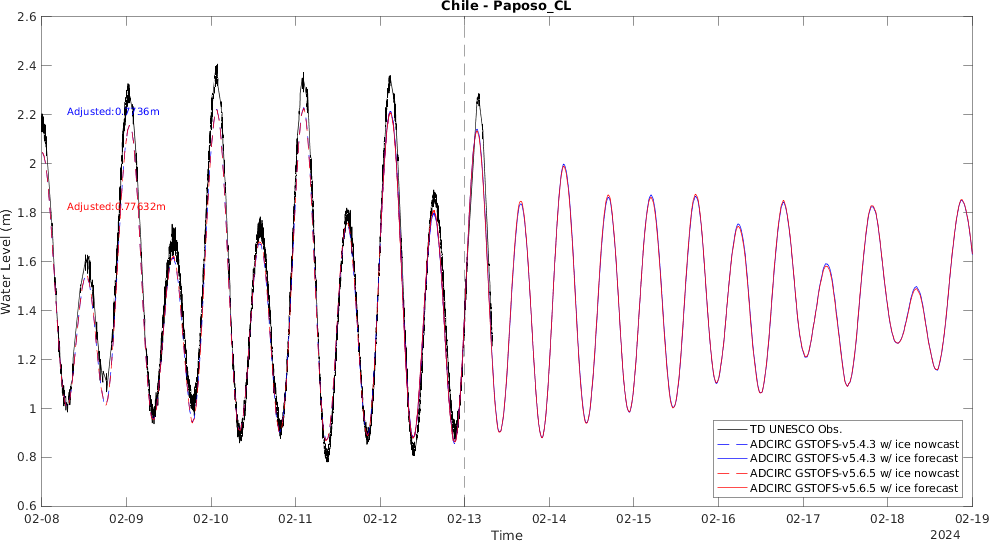 Chile - Paposo_CL
2.6
2.4
2.2
2
1.8
1.6
1.4
1.2
1
0.8
0.6
Water Level (m)
Adjusted:0.7736m
Adjusted:0.77632m
TD UNESCO Obs.
ADCIRC GSTOFS-v5.4.3 w/ ice nowcast
ADCIRC GSTOFS-v5.4.3 w/ ice forecast
ADCIRC GSTOFS-v5.6.5 w/ ice nowcast
ADCIRC GSTOFS-v5.6.5 w/ ice forecast
02-08 02-09 02-10 02-11 02-12 02-13 02-14 02-15 02-16 02-17 02-18 02-19
Time
2024